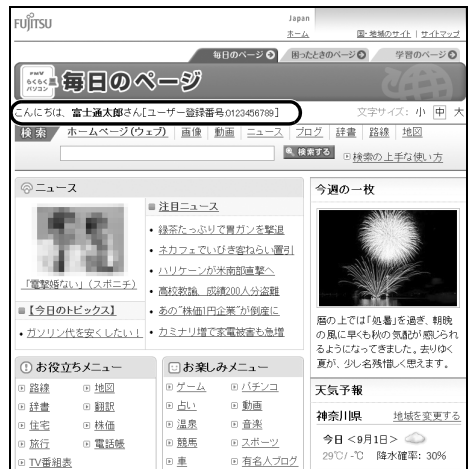 FUJITSU
Japan
ホーム 国・地域のサイト | サイトマップ
毎日のページ 困ったときのページ 学習のページ
FMV らくらく パソコン 毎日のページ
こんにちは、富士通太郎さん[ユーザー登録番号:0123456789]
文字サイズ: 小 中 大
検索 ホームページ(ウェブ) | 画像 | 動画 | ニュース | ブログ | 辞書 | 路線 | 地図
検索する 検索の上手な使い方
ニュース
「電撃婚ない」(スポニチ)
■【今日のトピックス】
• ガソリン代を安くしたい!
■ 注目ニュース
• 緑茶たっぷりで胃ガンを撃退
• ネカフェでいびき客ねらい置引
• ハリケーンが米南部直撃へ
• 高校教諭、成績200人分盗難
• あの"株価1円企業"が倒産に
• カミナリ増で家電被害も急増
今週の一枚
暦の上では「処暑」を過ぎ、朝晩
の風に早くも秋の気配が感じられ
るようになってきました。去りゆく
夏が、少し名残惜しく思えます。
お役立ちメニュー
路線 地図
辞書 翻訳
住宅 株価
旅行 電話帳
TV番組表
お楽しみメニュー
ゲーム パチンコ
占い 動画
温泉 音楽
競馬 スポーツ
車 有名人ブログ
天気予報
神奈川県 地域を変更する
今日 <9月1日>
29℃/-℃ 降水確率: 30%